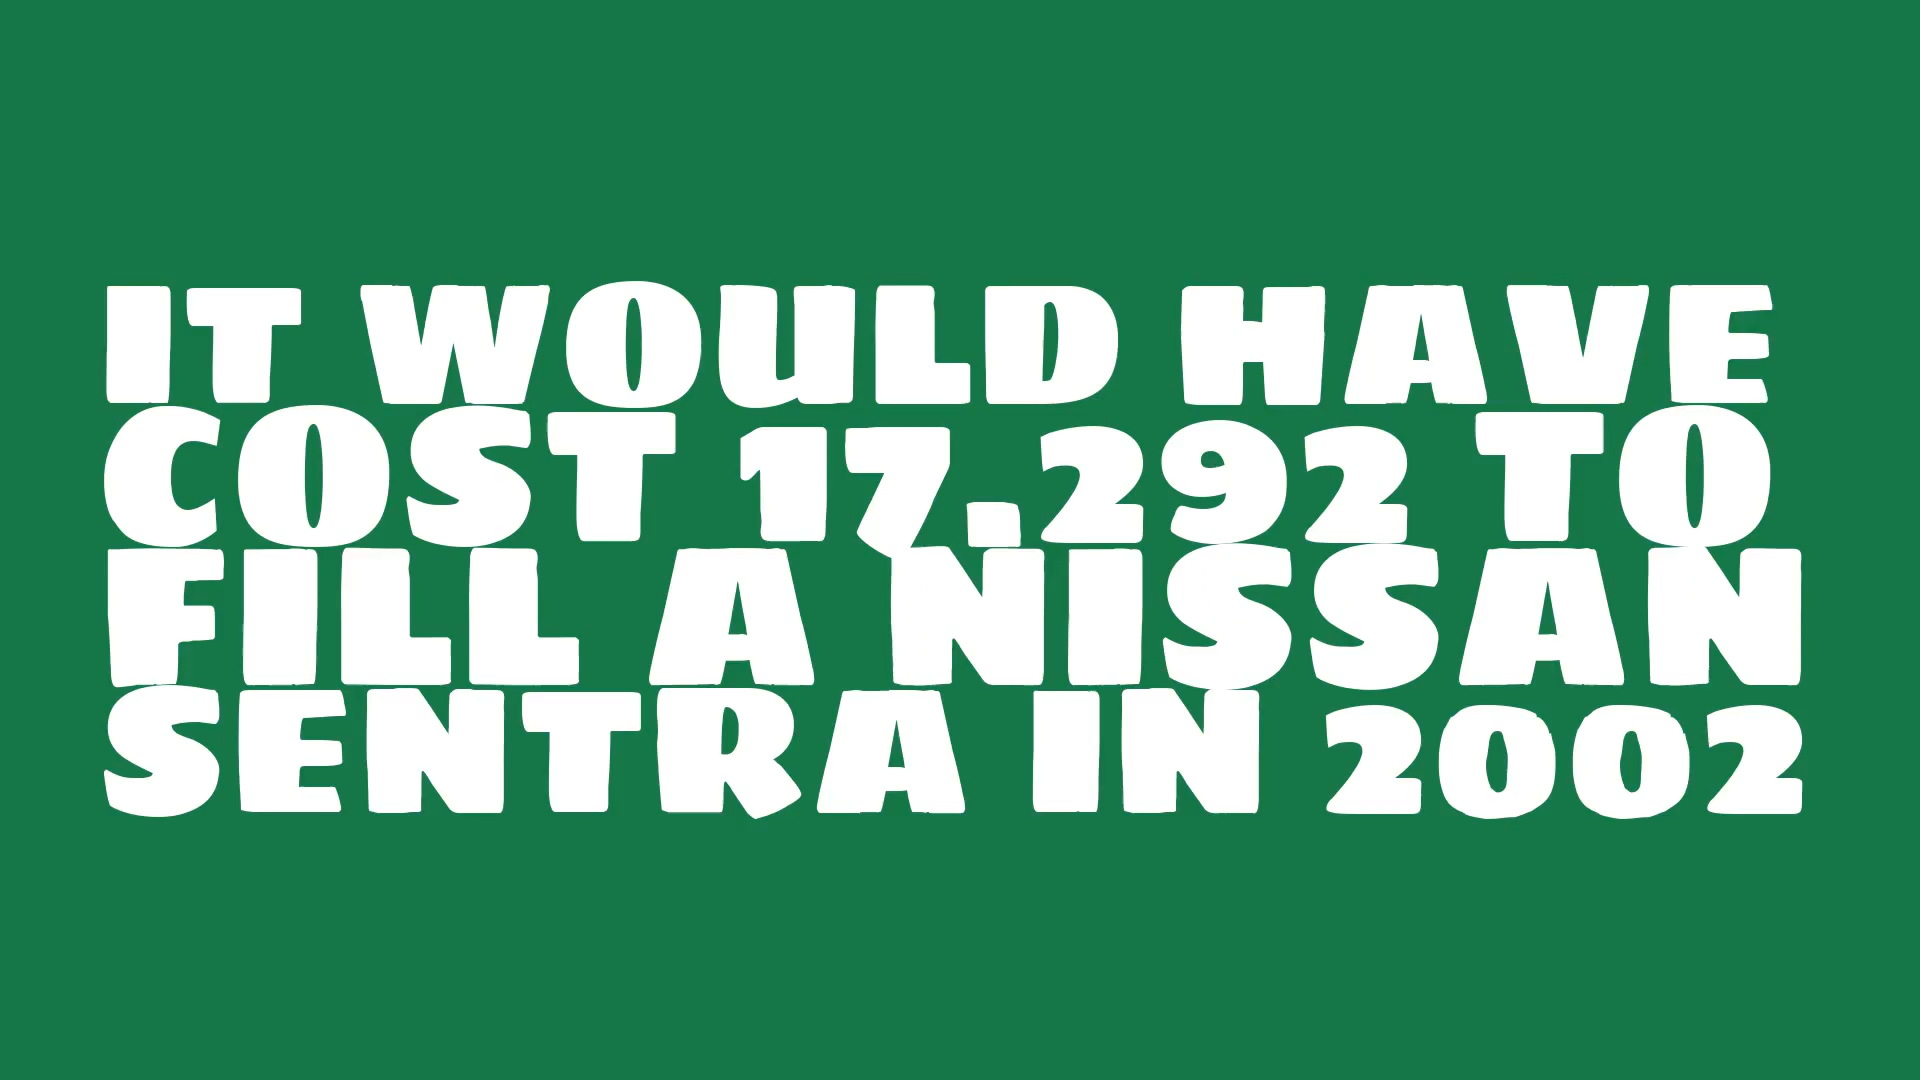 IT WOULD HAVE
COST 17.292 TO
FILL A NISSAN
SENTRA IN 2002